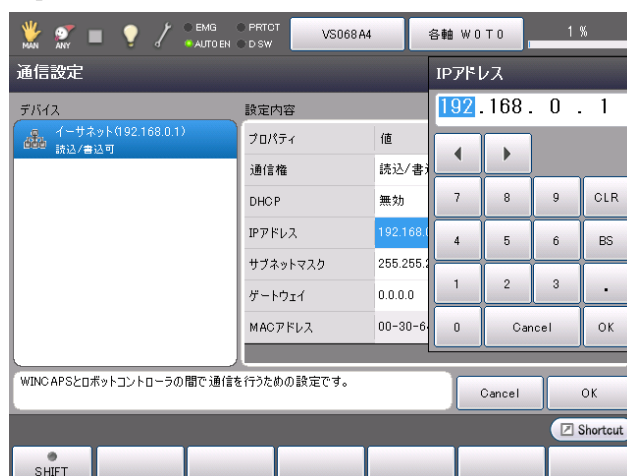 MAN
ANY
EMG
AUTO EN
PRTCT
D SW
VS068A4
各軸 W 0 T 0
1 %
通信設定
IPアドレス
デバイス
設定内容
192.168. 0 . 1
イーサネット(192.168.0.1)
読込/書込可
プロパティ
値
通信権
読込/書
DHCP
無効
IPアドレス
192.168.
サブネットマスク
255.255.2
ゲートウェイ
0.0.0.0
MACアドレス
00-30-6
7
8
9
CLR
4
5
6
BS
1
2
3
.
0
Cancel
OK
WINCAPSとロボットコントローラの間で通信を行うための設定です。
Cancel
OK
Shortcut
SHIFT